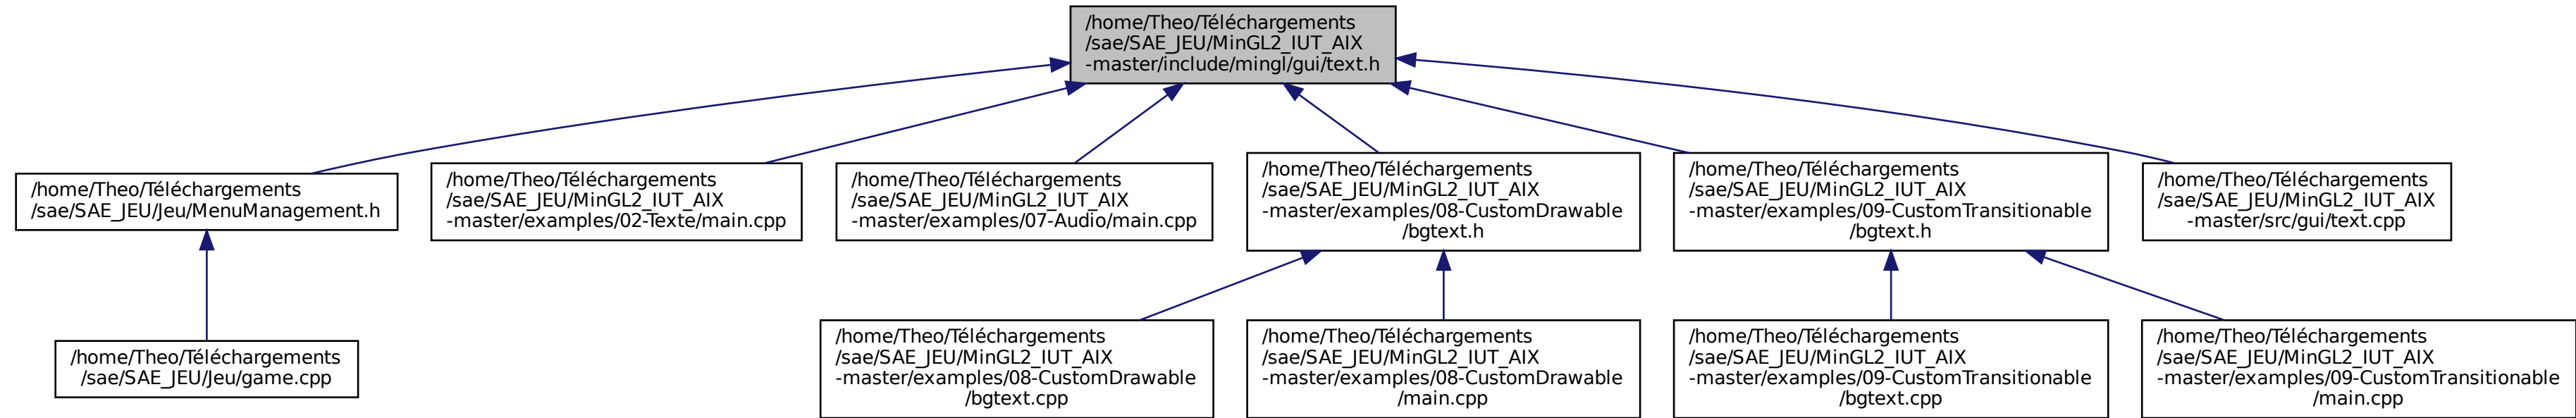 /home/Theo/Téléchargements
/sae/SAE_JEU/MinGL2_IUT_AIX
-master/include/mingl/gui/text.h
/home/Theo/Téléchargements
/sae/SAE_JEU/Jeu/MenuManagement.h
/home/Theo/Téléchargements
/sae/SAE_JEU/MinGL2_IUT_AIX
-master/examples/02-Texte/main.cpp
/home/Theo/Téléchargements
/sae/SAE_JEU/MinGL2_IUT_AIX
-master/examples/07-Audio/main.cpp
/home/Theo/Téléchargements
/sae/SAE_JEU/MinGL2_IUT_AIX
-master/examples/08-CustomDrawable
/bgtext.h
/home/Theo/Téléchargements
/sae/SAE_JEU/MinGL2_IUT_AIX
-master/examples/09-CustomTransitionable
/bgtext.h
/home/Theo/Téléchargements
/sae/SAE_JEU/MinGL2_IUT_AIX
-master/src/gui/text.cpp
/home/Theo/Téléchargements
/sae/SAE_JEU/Jeu/game.cpp
/home/Theo/Téléchargements
/sae/SAE_JEU/MinGL2_IUT_AIX
-master/examples/08-CustomDrawable
/bgtext.cpp
/home/Theo/Téléchargements
/sae/SAE_JEU/MinGL2_IUT_AIX
-master/examples/08-CustomDrawable
/main.cpp
/home/Theo/Téléchargements
/sae/SAE_JEU/MinGL2_IUT_AIX
-master/examples/09-CustomTransitionable
/bgtext.cpp
/home/Theo/Téléchargements
/sae/SAE_JEU/MinGL2_IUT_AIX
-master/examples/09-CustomTransitionable
/main.cpp